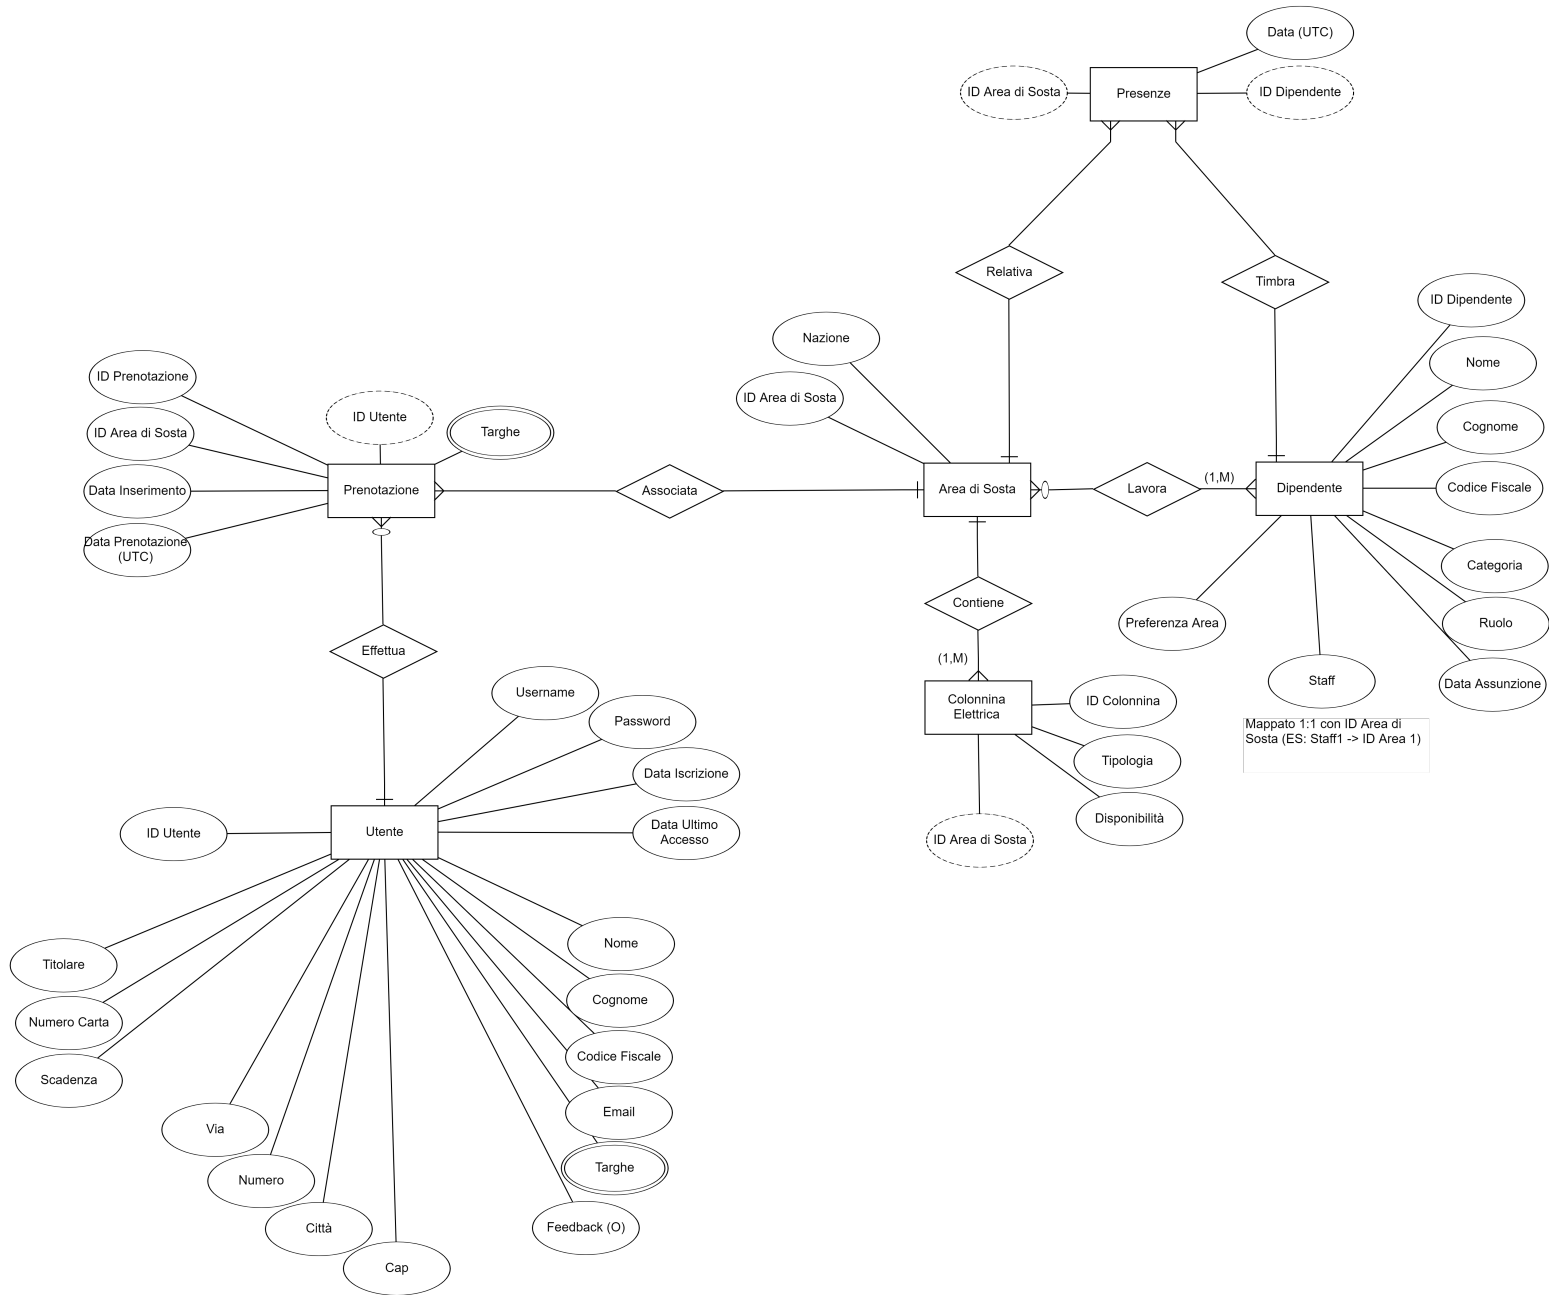 Data (UTC)
ID Area di Sosta
Presenze
ID Dipendente
Relativa
Timbra
ID Dipendente
Nazione
Nome
ID Prenotazione
ID Area di Sosta
ID Utente
Targhe
Cognome
ID Area di Sosta
Data Inserimento
Prenotazione
Associata
Area di Sosta
Lavora
(1,M)
Dipendente
Codice Fiscale
Data Prenotazione
(UTC)
Categoria
Contiene
Preferenza Area
Ruolo
Effettua
(1,M)
Staff
Data Assunzione
Username
Password
Colonnina
Elettrica
ID Colonnina
Mappato 1:1 con ID Area di
Sosta (ES: Staff1 -> ID Area 1)
Tipologia
Data Iscrizione
Disponibilità
ID Utente
Utente
Data Ultimo
Accesso
ID Area di Sosta
Nome
Titolare
Cognome
Numero Carta
Codice Fiscale
Scadenza
Email
Via
Targhe
Numero
Città
Feedback (O)
Cap